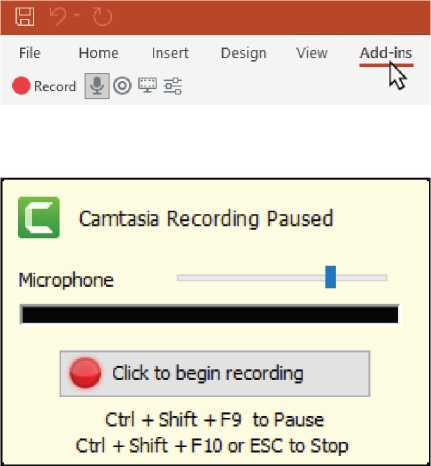 File Home Insert Design View Add-ins
Record
Camtasia Recording Paused
Microphone
Click to begin recording
Ctrl + Shift + F9 to Pause
Ctrl + Shift + F10 or ESC to Stop